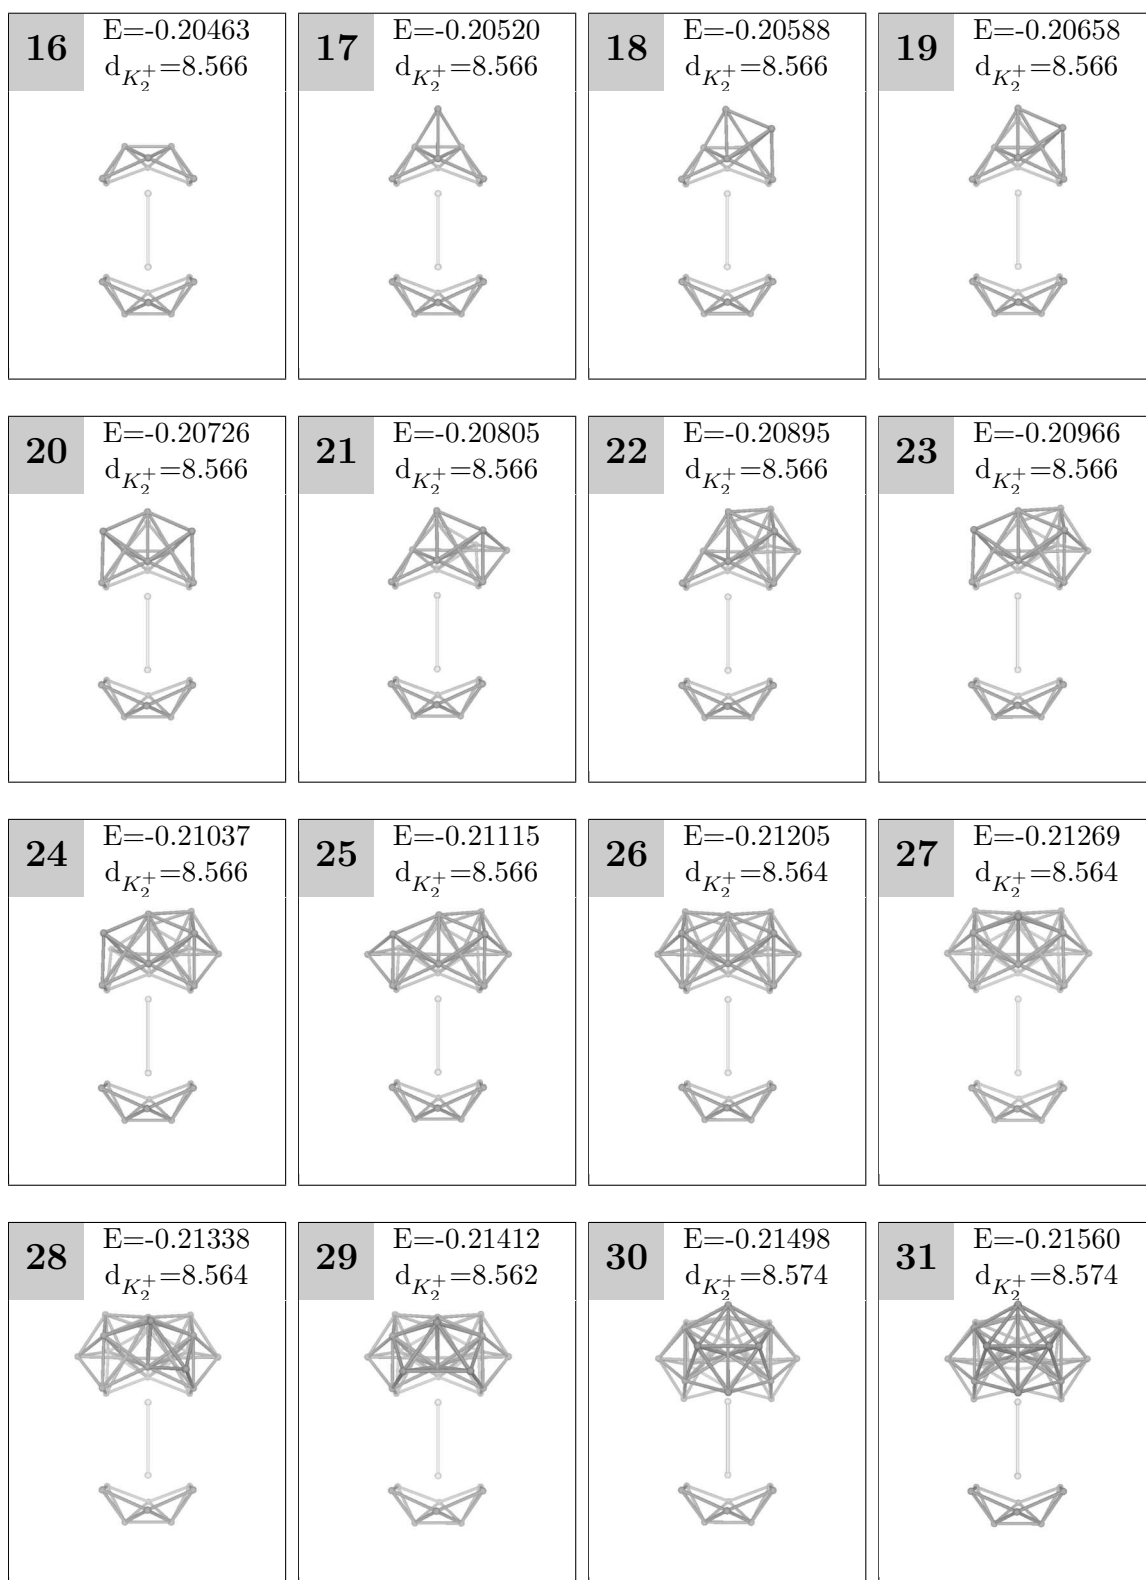 16 E=-0.20463
d_{K_2^+}=8.566
17 E=-0.20520
d_{K_2^+}=8.566
18 E=-0.20588
d_{K_2^+}=8.566
19 E=-0.20658
d_{K_2^+}=8.566
20 E=-0.20726
d_{K_2^+}=8.566
21 E=-0.20805
d_{K_2^+}=8.566
22 E=-0.20895
d_{K_2^+}=8.566
23 E=-0.20966
d_{K_2^+}=8.566
24 E=-0.21037
d_{K_2^+}=8.566
25 E=-0.21115
d_{K_2^+}=8.566
26 E=-0.21205
d_{K_2^+}=8.564
27 E=-0.21269
d_{K_2^+}=8.564
28 E=-0.21338
d_{K_2^+}=8.564
29 E=-0.21412
d_{K_2^+}=8.562
30 E=-0.21498
d_{K_2^+}=8.574
31 E=-0.21560
d_{K_2^+}=8.574